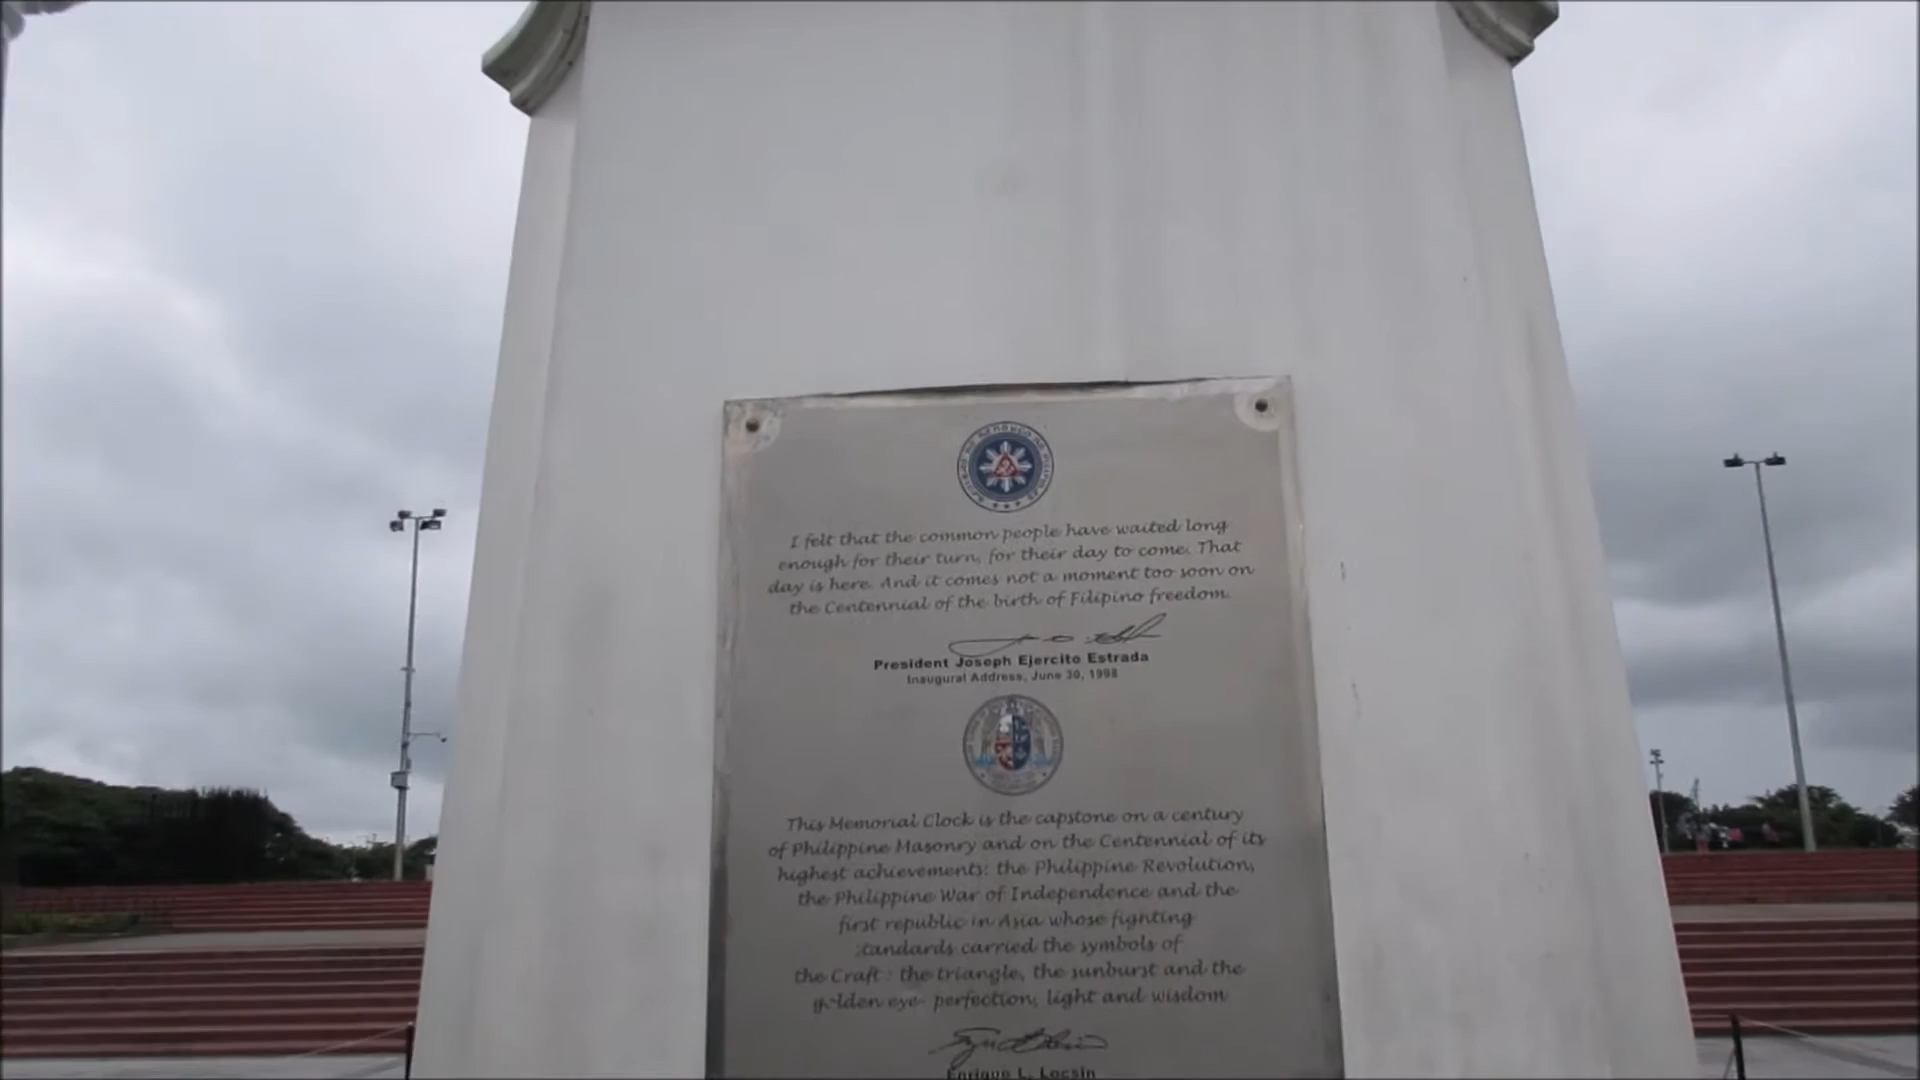 I felt that the common people have waited long
enough for their turn, for their day to come. That
day is here. And it comes not a moment too soon on
the Centennial of the birth of Filipino freedom.
President Joseph Ejercito Estrada
Inaugural Address, June 30, 1998
This Memorial Clock is the capstone on a century
of Philippine Masonry and on the Centennial of its
highest achievements: the Philippine Revolution,
the Philippine War of Independence and the
first republic in Asia whose fighting
tandards carried the symbols of
the Craft : the triangle, the sunburst and the
golden eye- perfection, light and wisdom
Enrique L. Locsin